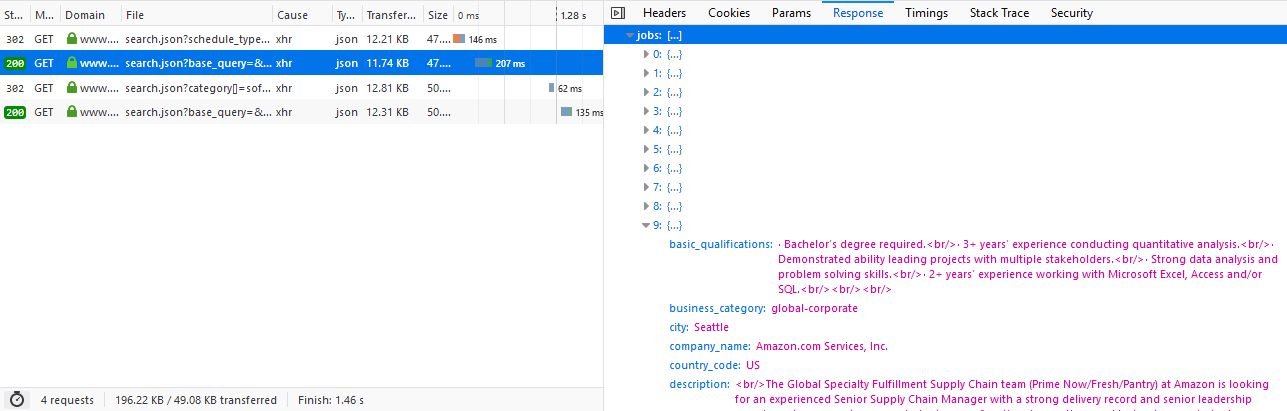 St... M... Domain File Cause Ty... Transfer... Size 0 ms 1.28 s
302 GET www.... search.json?schedule_type... xhr json 12.21 KB 47.... 146 ms
200 GET www.... search.json?base_query=&... xhr json 11.74 KB 47.... 207 ms
302 GET www.... search.json?category[]=sof... xhr json 12.81 KB 50.... 62 ms
200 GET www.... search.json?base_query=&... xhr json 12.31 KB 50.... 135 ms
4 requests 196.22 KB / 49.08 KB transferred Finish: 1.46 s
Headers Cookies Params Response Timings Stack Trace Security
jobs: [...]
0: {...}
1: {...}
2: {...}
3: {...}
4: {...}
5: {...}
6: {...}
7: {...}
8: {...}
9: {...}
basic_qualifications: · Bachelor's degree required.<br/>· 3+ years' experience conducting quantitative analysis.<br/>·
Demonstrated ability leading projects with multiple stakeholders.<br/>· Strong data analysis and
problem solving skills.<br/>· 2+ years' experience working with Microsoft Excel, Access and/or
SQL.<br/><br/><br/>
business_category: global-corporate
city: Seattle
company_name: Amazon.com Services, Inc.
country_code: US
description: <br/>The Global Specialty Fulfillment Supply Chain team (Prime Now/Fresh/Pantry) at Amazon is looking
for an experienced Senior Supply Chain Manager with a strong delivery record and senior leadership